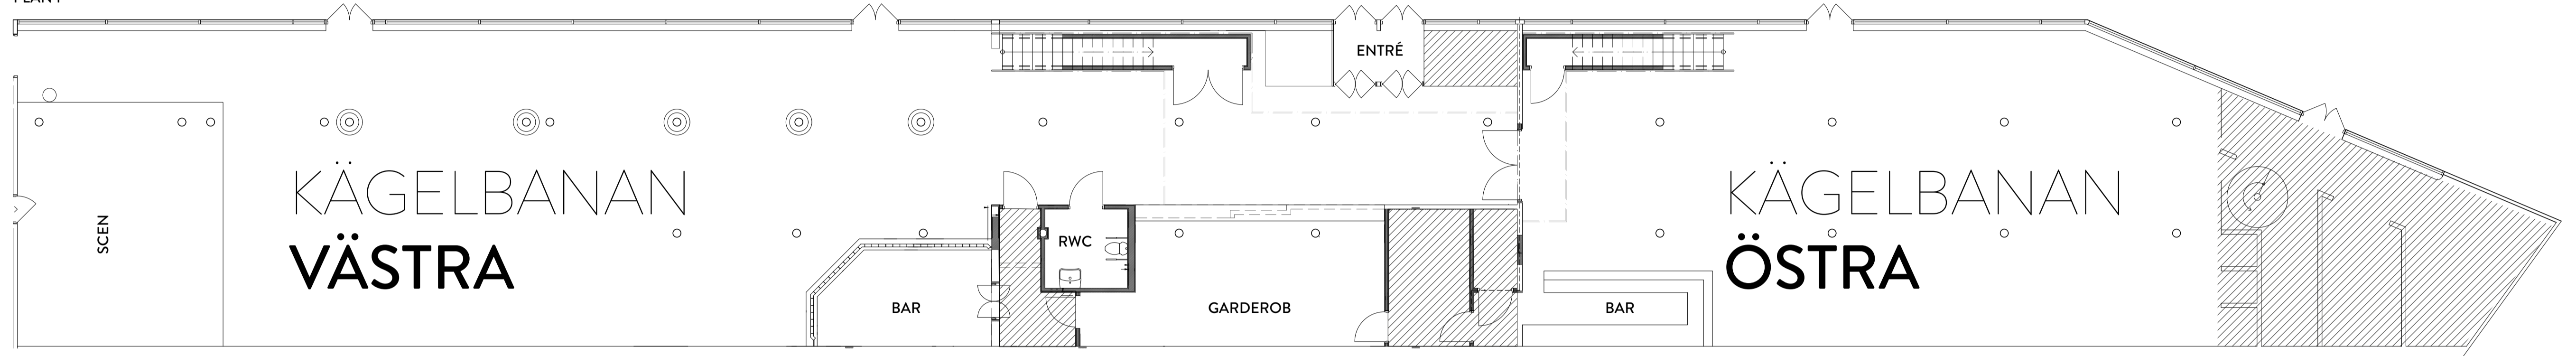 ENTRÉ
KÄGELBANAN
VÄSTRA
SCEN
RWC
BAR
GARDEROB
KÄGELBANAN
ÖSTRA
BAR